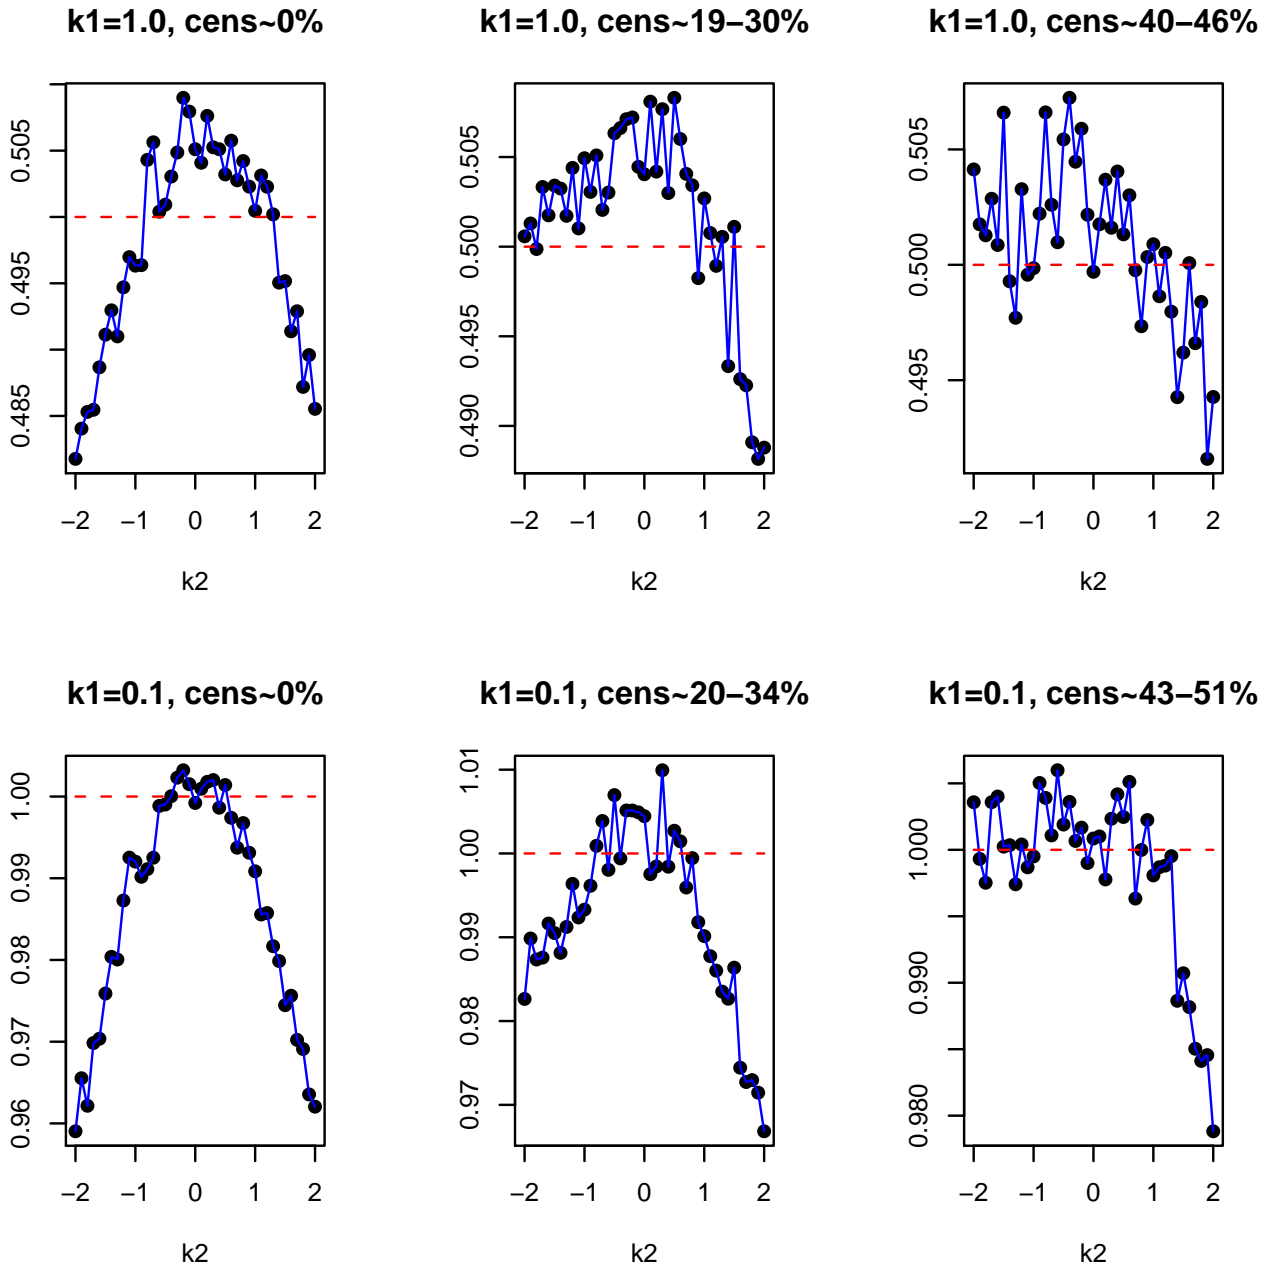 k1=1.0, cens~0%
k1=1.0, cens~19−30%
k1=1.0, cens~40−46%
0.505
0.495
0.485
−2 −1 0 1 2
k2
0.505
0.500
0.495
0.490
−2 −1 0 1 2
k2
0.505
0.500
0.495
−2 −1 0 1 2
k2
k1=0.1, cens~0%
k1=0.1, cens~20−34%
k1=0.1, cens~43−51%
1.00
0.99
0.98
0.97
0.96
−2 −1 0 1 2
k2
1.01
1.00
0.99
0.98
0.97
−2 −1 0 1 2
k2
1.000
0.990
0.980
−2 −1 0 1 2
k2